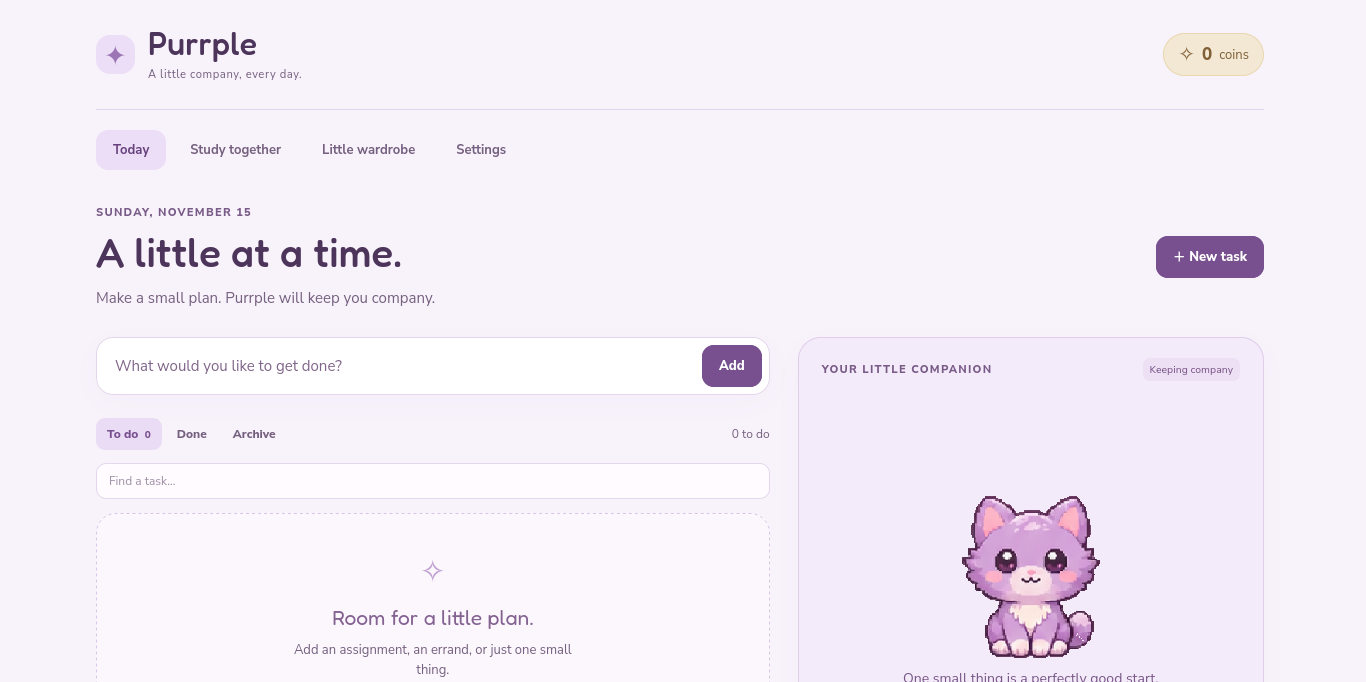 Purrple
A little company, every day.
0 coins
Today
Study together
Little wardrobe
Settings
SUNDAY, NOVEMBER 15
A little at a time.
Make a small plan. Purrple will keep you company.
+ New task
What would you like to get done?
Add
To do 0
Done
Archive
0 to do
Find a task...
Room for a little plan.
Add an assignment, an errand, or just one small
thing.
YOUR LITTLE COMPANION
Keeping company
One small thing is a perfectly good start.